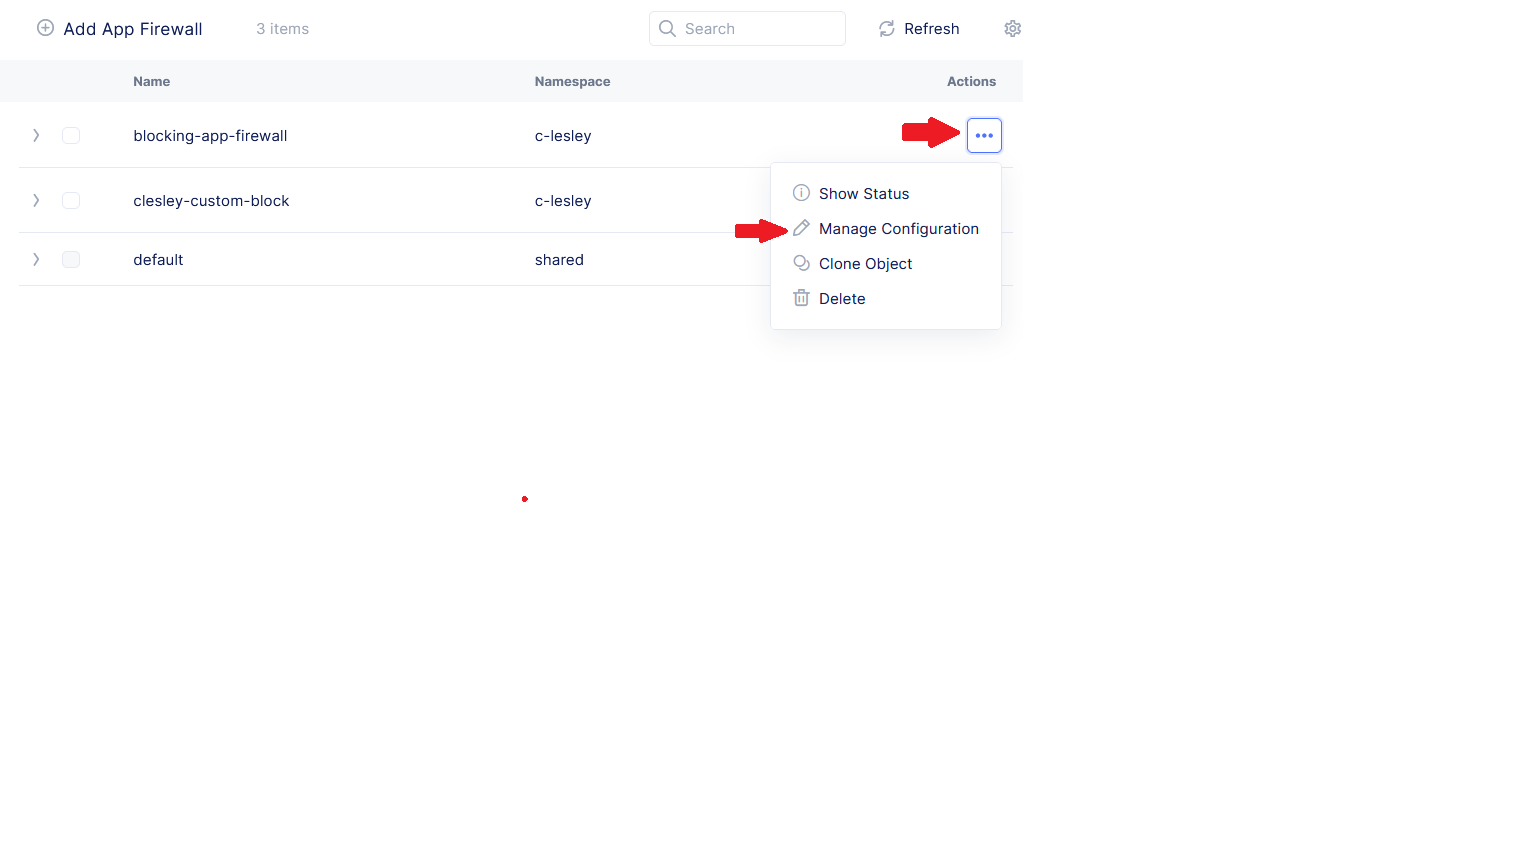 Add App Firewall 3 items Search Refresh
Name Namespace Actions
blocking-app-firewall c-lesley
Show Status
clesley-custom-block c-lesley
Manage Configuration
default shared
Clone Object
Delete